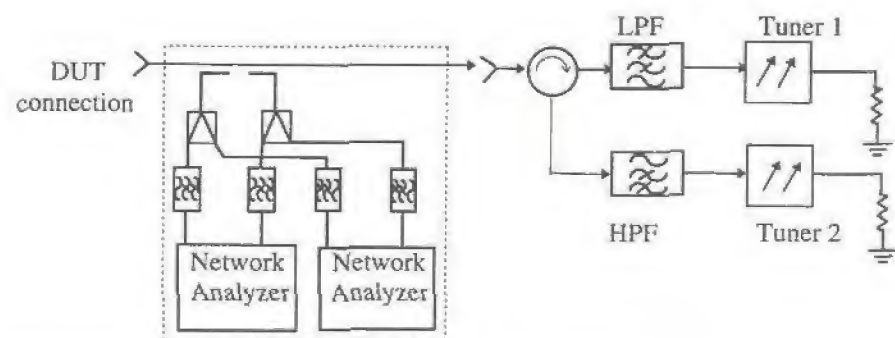 LPF
Tuner 1
DUT
connection
HPF
Tuner 2
Network
Analyzer
Network
Analyzer